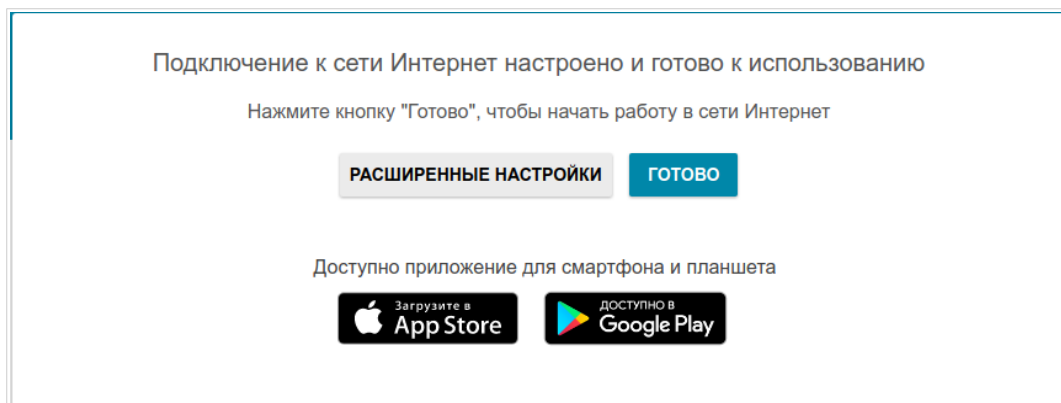 Подключение к сети Интернет настроено и готово к использованию
Нажмите кнопку "Готово", чтобы начать работу в сети Интернет
РАСШИРЕННЫЕ НАСТРОЙКИ ГОТОВО
Доступно приложение для смартфона и планшета
Загрузите в
App Store
ДОСТУПНО В
Google Play